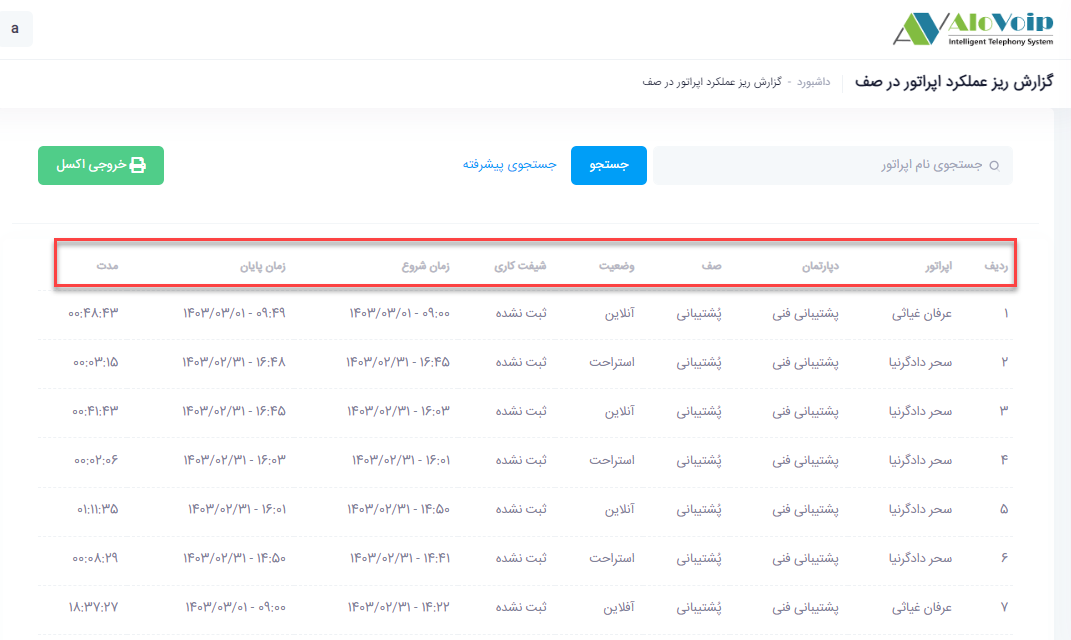 a
AloVoip
Intelligent Telephony System
گزارش ریز عملکرد اپراتور در صف داشبورد - گزارش ریز عملکرد اپراتور در صف
جستجوی نام اپراتور جستجو جستجوی پیشرفته خروجی اکسل
ردیف اپراتور دپارتمان صف وضعیت شیفت کاری زمان شروع زمان پایان مدت
۱ عرفان غیاثی پشتیبانی فنی پُشتیبانی آنلاین ثبت نشده ۱۴۰۳/۰۳/۰۱ - ۰۹:۰۰ ۱۴۰۳/۰۳/۰۱ - ۰۹:۴۹ ۰۰:۴۸:۴۳
۲ سحر دادگرنیا پشتیبانی فنی پُشتیبانی استراحت ثبت نشده ۱۴۰۳/۰۲/۳۱ - ۱۶:۴۵ ۱۴۰۳/۰۲/۳۱ - ۱۶:۴۸ ۰۰:۰۳:۱۵
۳ سحر دادگرنیا پشتیبانی فنی پُشتیبانی آنلاین ثبت نشده ۱۴۰۳/۰۲/۳۱ - ۱۶:۰۳ ۱۴۰۳/۰۲/۳۱ - ۱۶:۴۵ ۰۰:۴۱:۴۳
۴ سحر دادگرنیا پشتیبانی فنی پُشتیبانی استراحت ثبت نشده ۱۴۰۳/۰۲/۳۱ - ۱۶:۰۱ ۱۴۰۳/۰۲/۳۱ - ۱۶:۰۳ ۰۰:۰۲:۰۶
۵ سحر دادگرنیا پشتیبانی فنی پُشتیبانی آنلاین ثبت نشده ۱۴۰۳/۰۲/۳۱ - ۱۴:۵۰ ۱۴۰۳/۰۲/۳۱ - ۱۶:۰۱ ۰۱:۱۱:۳۵
۶ سحر دادگرنیا پشتیبانی فنی پُشتیبانی استراحت ثبت نشده ۱۴۰۳/۰۲/۳۱ - ۱۴:۴۱ ۱۴۰۳/۰۲/۳۱ - ۱۴:۵۰ ۰۰:۰۸:۲۹
۷ عرفان غیاثی پشتیبانی فنی پُشتیبانی آفلاین ثبت نشده ۱۴۰۳/۰۲/۳۱ - ۱۴:۲۲ ۱۴۰۳/۰۳/۰۱ - ۰۹:۰۰ ۱۸:۳۷:۲۷